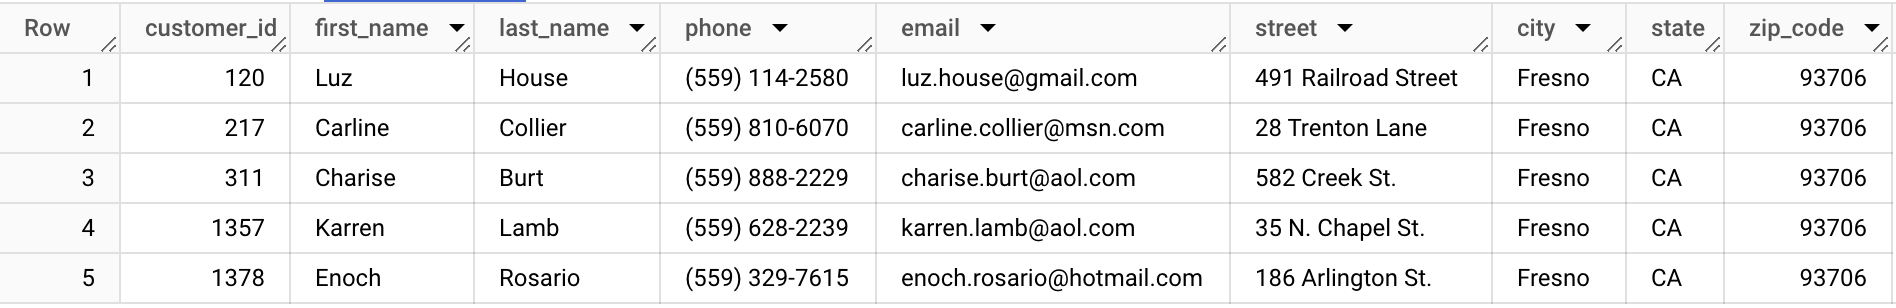 Row customer_id first_name last_name phone email street city state zip_code
1 120 Luz House (559) 114-2580 luz.house@gmail.com 491 Railroad Street Fresno CA 93706
2 217 Carline Collier (559) 810-6070 carline.collier@msn.com 28 Trenton Lane Fresno CA 93706
3 311 Charise Burt (559) 888-2229 charise.burt@aol.com 582 Creek St. Fresno CA 93706
4 1357 Karren Lamb (559) 628-2239 karren.lamb@aol.com 35 N. Chapel St. Fresno CA 93706
5 1378 Enoch Rosario (559) 329-7615 enoch.rosario@hotmail.com 186 Arlington St. Fresno CA 93706